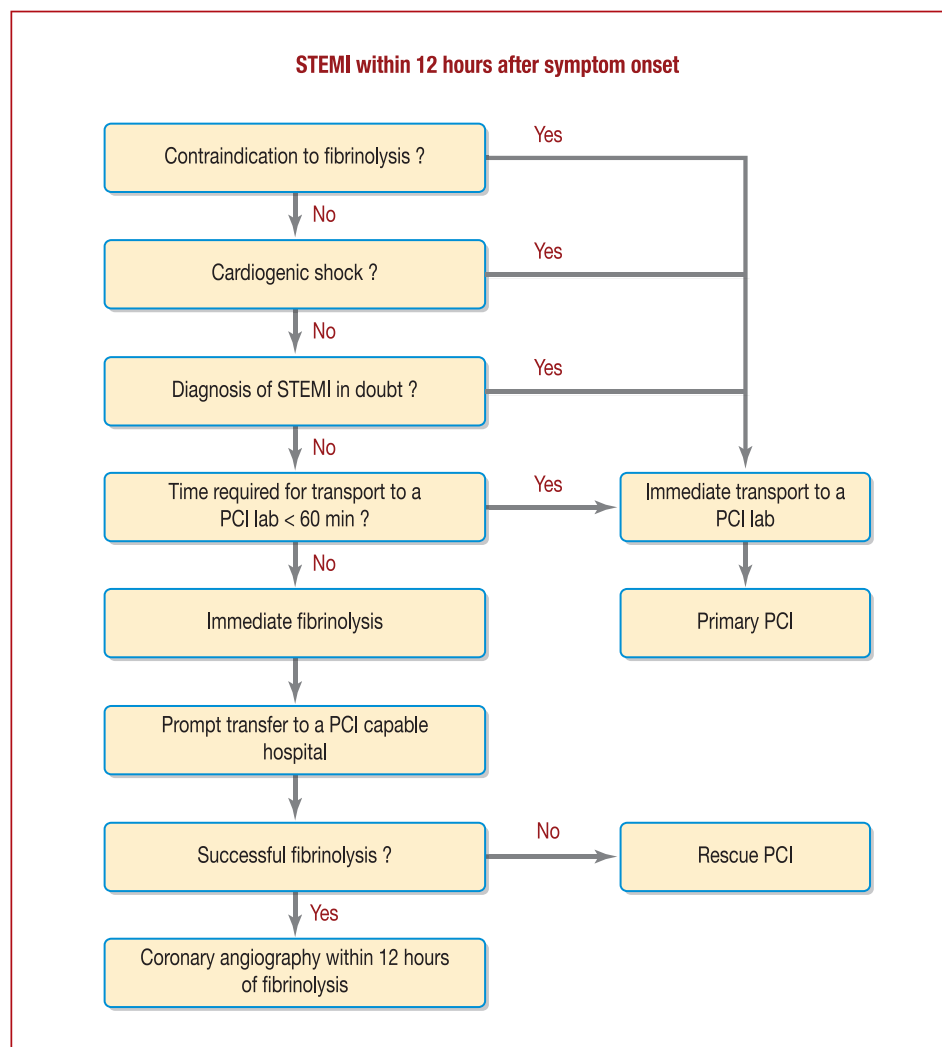 STEMI within 12 hours after symptom onset
Contraindication to fibrinolysis ?
Yes
No
Cardiogenic shock ?
Yes
No
Diagnosis of STEMI in doubt ?
Yes
No
Time required for transport to a
PCI lab < 60 min ?
Yes
Immediate transport to a
PCI lab
No
Immediate fibrinolysis
Primary PCI
Prompt transfer to a PCI capable
hospital
Successful fibrinolysis ?
No
Rescue PCI
Yes
Coronary angiography within 12 hours
of fibrinolysis